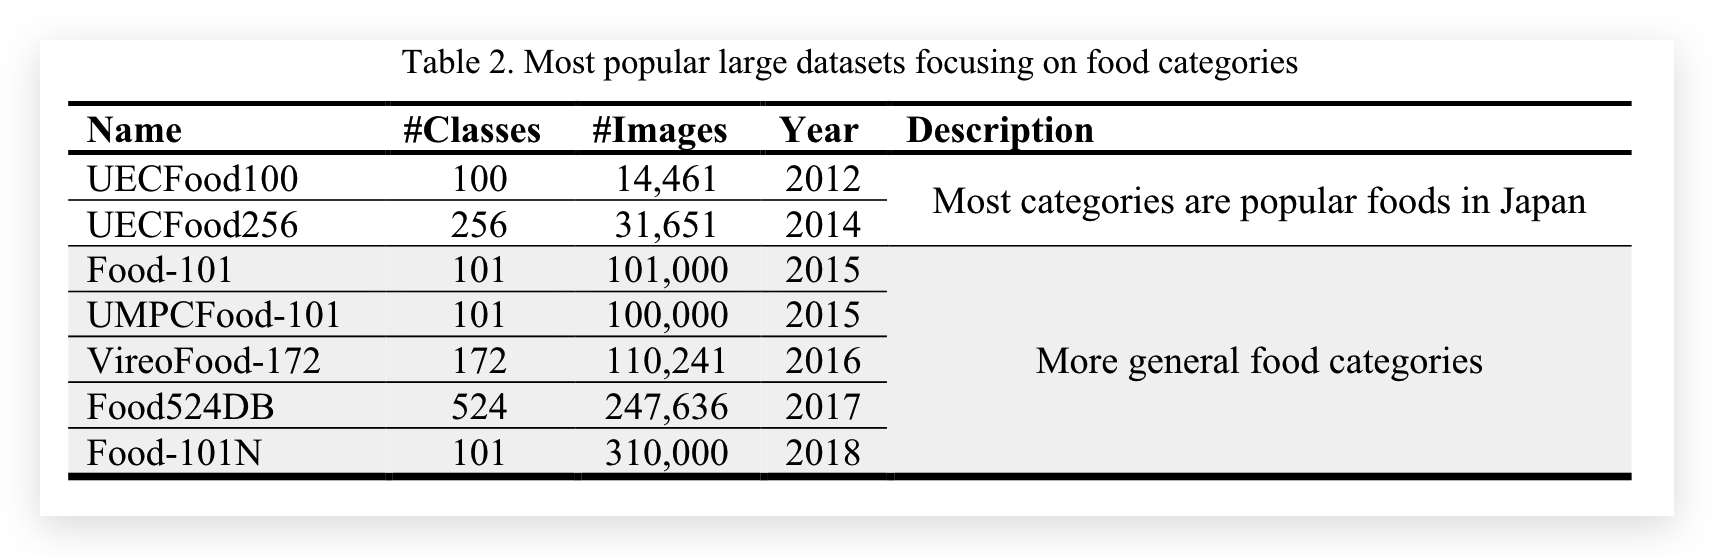 Table 2. Most popular large datasets focusing on food categories
Name #Classes #Images Year Description
UECFood100 100 14,461 2012
Most categories are popular foods in Japan
UECFood256 256 31,651 2014
Food-101 101 101,000 2015
UMPCFood-101 101 100,000 2015
VireoFood-172 172 110,241 2016 More general food categories
Food524DB 524 247,636 2017
Food-101N 101 310,000 2018